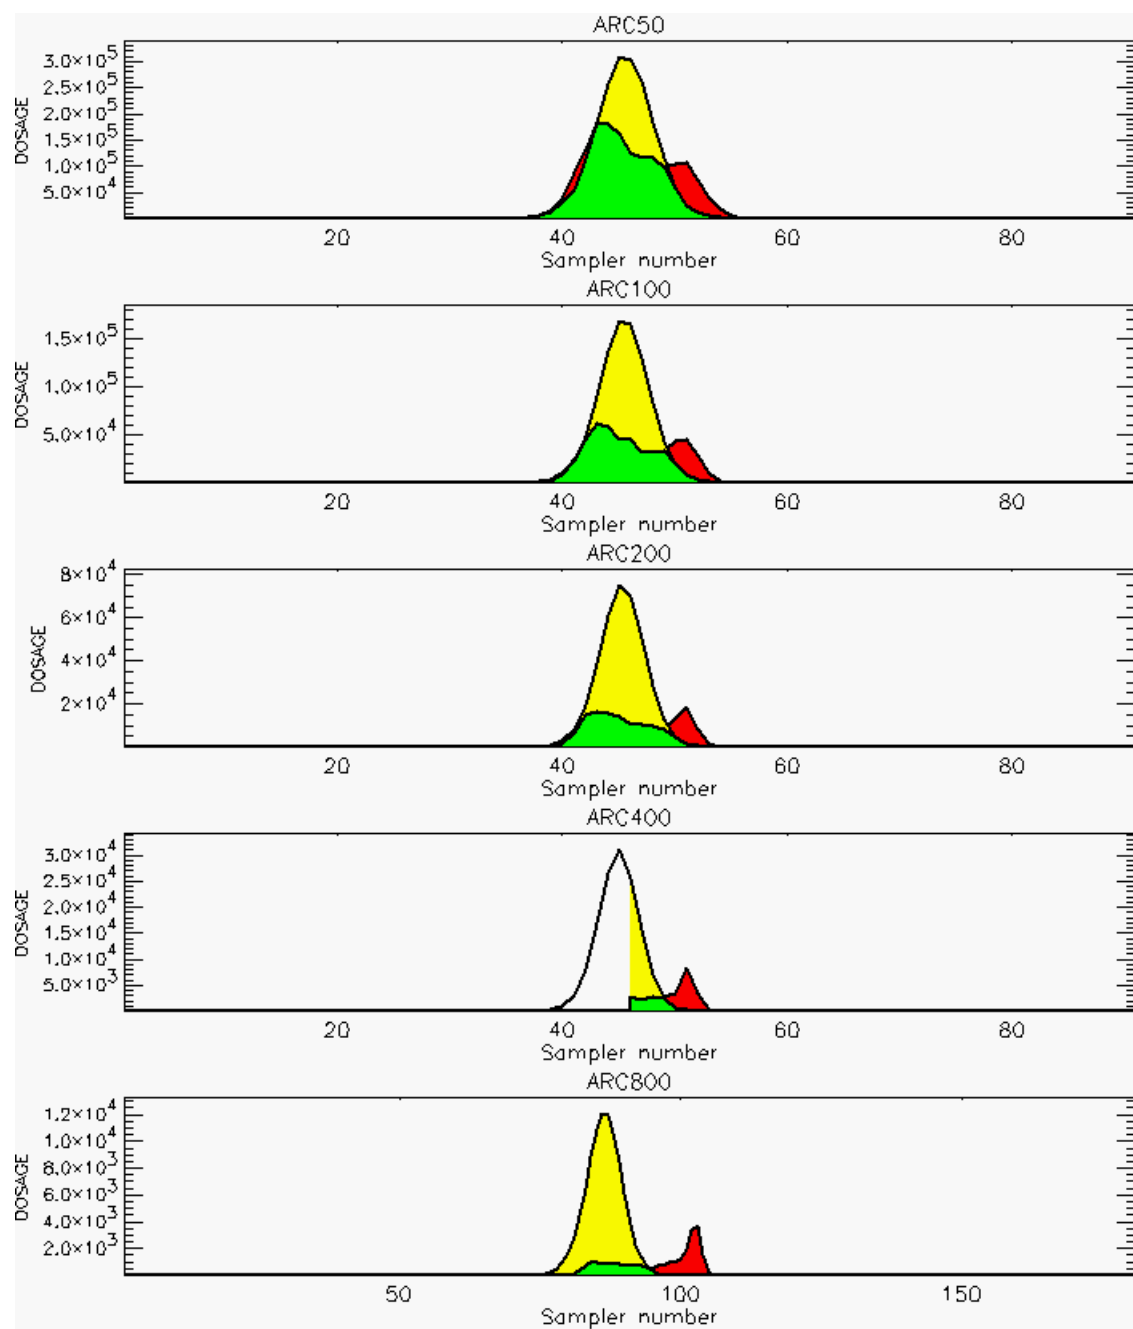 ARC50
3.0×10⁵
2.5×10⁵
2.0×10⁵
1.5×10⁵
1.0×10⁵
5.0×10⁴
DOSAGE
20 40 60 80
Sampler number
ARC100
1.5×10⁵
1.0×10⁵
5.0×10⁴
DOSAGE
20 40 60 80
Sampler number
ARC200
8×10⁴
6×10⁴
4×10⁴
2×10⁴
DOSAGE
20 40 60 80
Sampler number
ARC400
3.0×10⁴
2.5×10⁴
2.0×10⁴
1.5×10⁴
1.0×10⁴
5.0×10³
DOSAGE
20 40 60 80
Sampler number
ARC800
1.2×10⁴
1.0×10⁴
8.0×10³
6.0×10³
4.0×10³
2.0×10³
DOSAGE
50 100 150
Sampler number